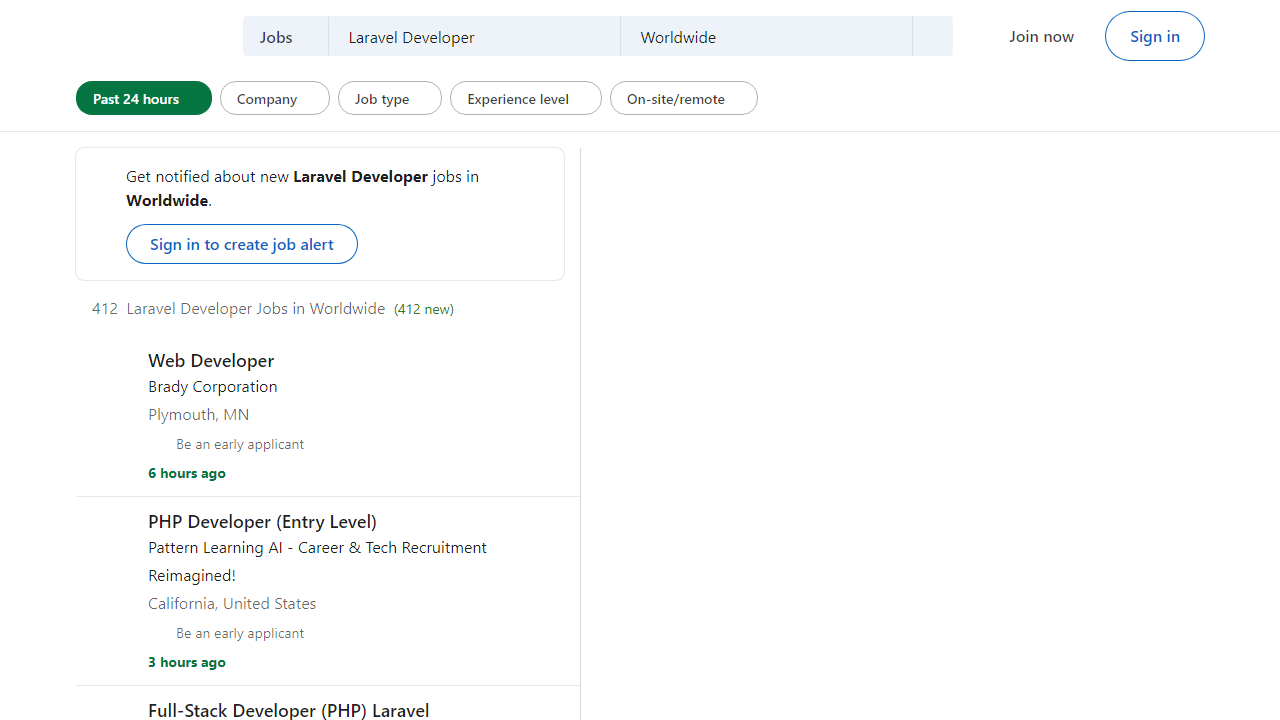 Jobs
Laravel Developer
Worldwide
Join now
Sign in
Past 24 hours
Company
Job type
Experience level
On-site/remote
Get notified about new Laravel Developer jobs in
Worldwide.
Sign in to create job alert
412 Laravel Developer Jobs in Worldwide (412 new)
Web Developer
Brady Corporation
Plymouth, MN
Be an early applicant
6 hours ago
PHP Developer (Entry Level)
Pattern Learning AI - Career & Tech Recruitment
Reimagined!
California, United States
Be an early applicant
3 hours ago
Full-Stack Developer (PHP) Laravel